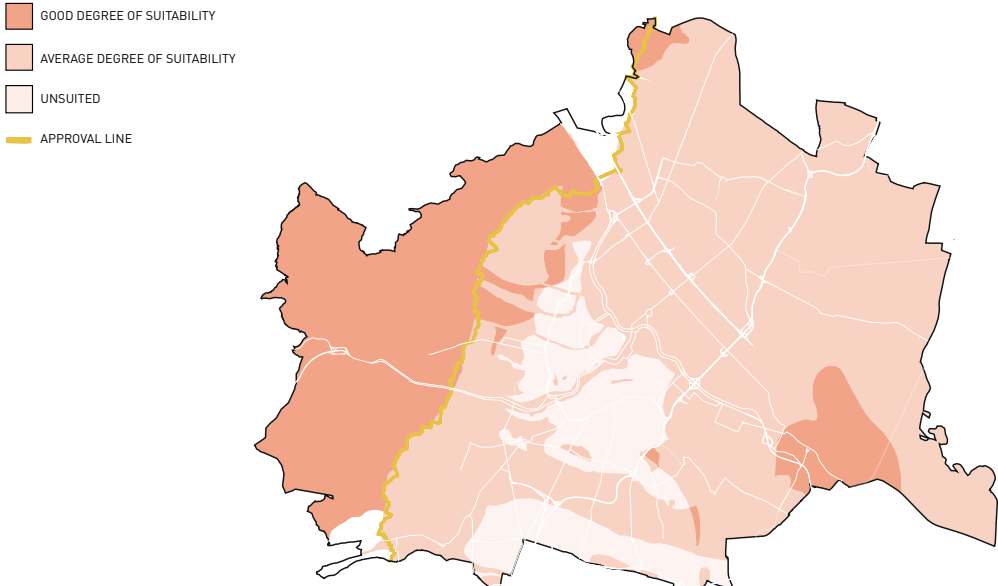 GOOD DEGREE OF SUITABILITY
AVERAGE DEGREE OF SUITABILITY
UNSUITED
APPROVAL LINE